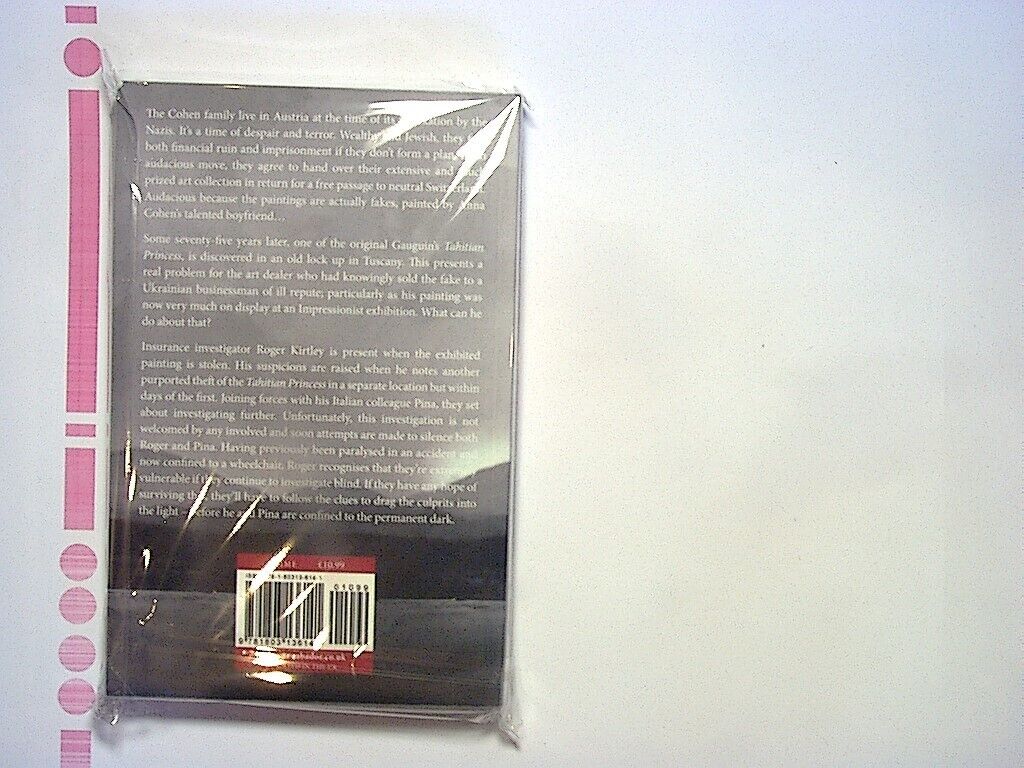 The Cohen family live in Austria at the time of its by the
Nazis. It's a time of despair and terror. Wealthy Jewish, they
both financial ruin and imprisonment if they don't form a plan.
audacious move, they agree to hand over their extensive and
prized art collection in return for a free passage to neutral Switzerland.
Audacious because the paintings are actually fakes, painted by Anna
Cohen's talented boyfriend...
Some seventy-five years later, one of the original Gauguin's Tahitian
Princess, is discovered in an old lock up in Tuscany. This presents a
real problem for the art dealer who had knowingly sold the fake to a
Ukrainian businessman of ill repute; particularly as his painting was
now very much on display at an Impressionist exhibition. What can he
do about that?
Insurance investigator Roger Kirtley is present when the exhibited
painting is stolen. His suspicions are raised when he notes another
purported theft of the Tahitian Princess in a separate location but within
days of the first. Joining forces with his Italian colleague Pina, they set
about investigating further. Unfortunately, this investigation is not
welcomed by any involved and soon attempts are made to silence both
Roger and Pina. Having previously been paralysed in an accident and
now confined to a wheelchair, Roger recognises that they're extremely
vulnerable if they continue to investigate blind. If they have any hope of
surviving they'll have to follow the clues to drag the culprits into
the light – before he and Pina are confined to the permanent dark.
£10.99
01099